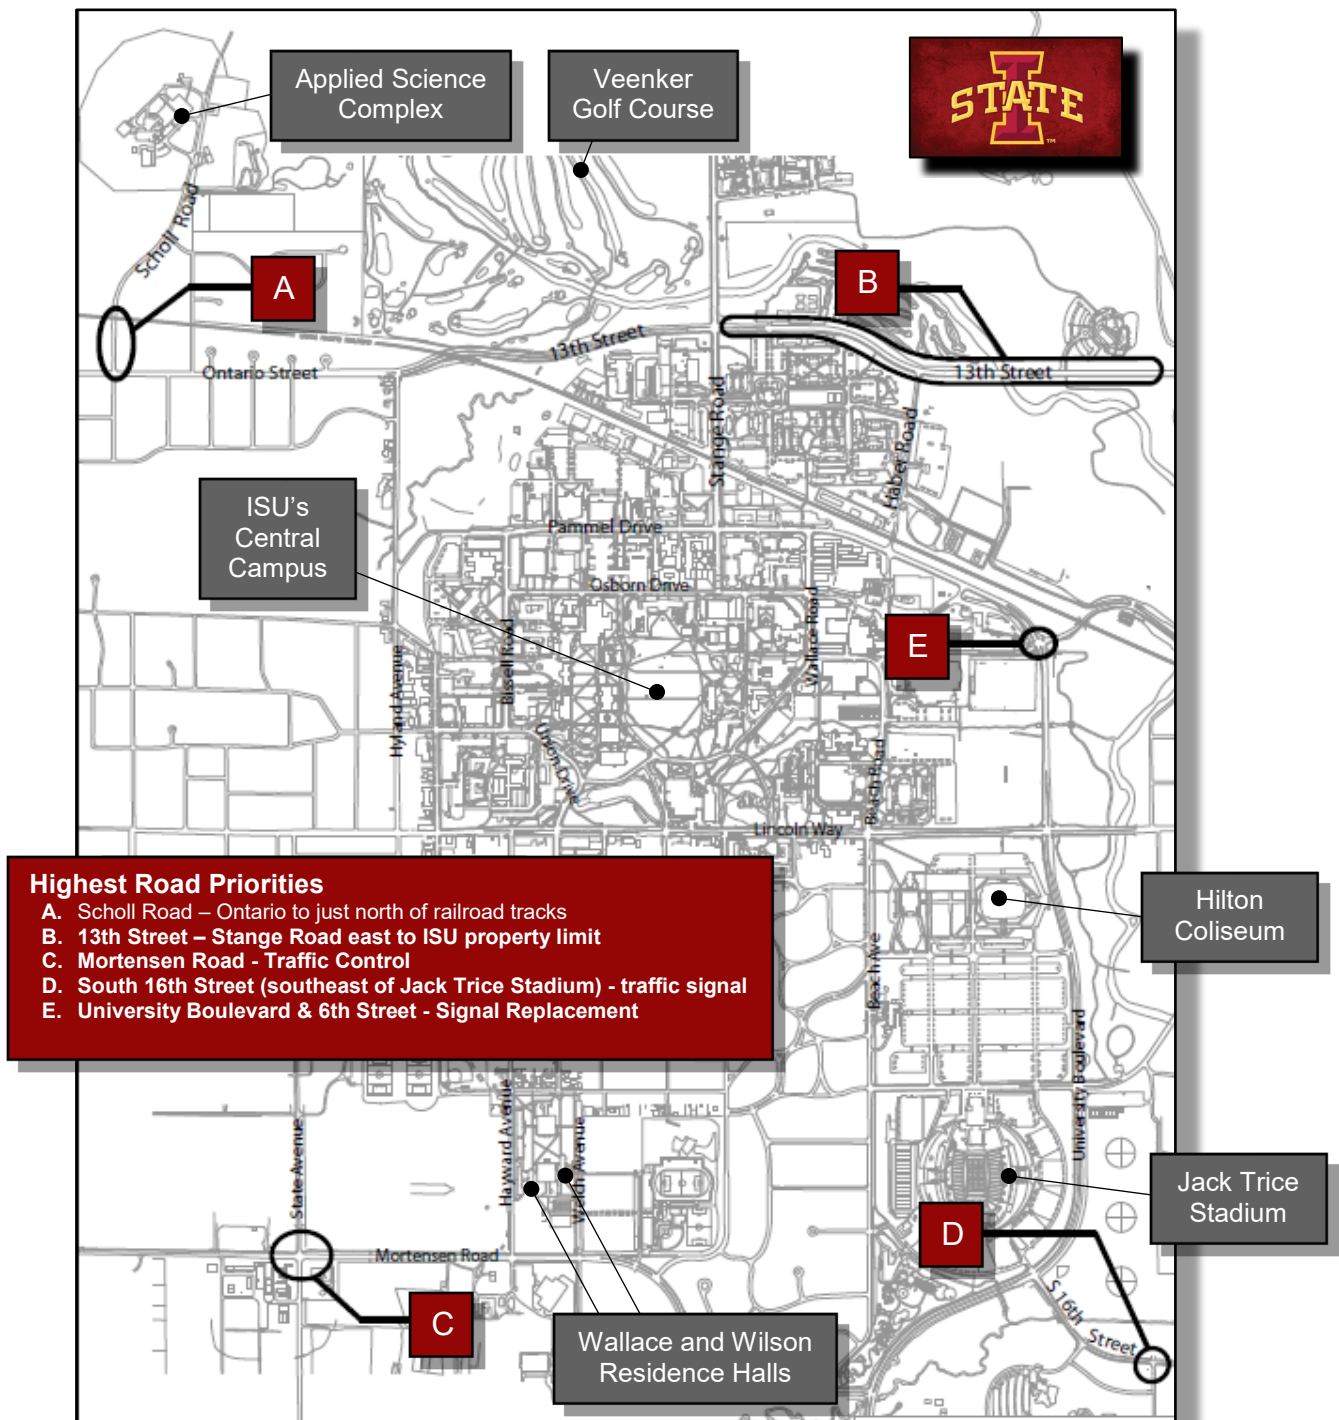 Applied Science
Complex
Veenker
Golf Course
I
STATE
™
Scholl Road
A
B
13th Street
Ontario Street
13th Street
Stange Road
Haber Road
ISU's
Central
Campus
Pammel Drive
Osborn Drive
Wallace Road
E
Bissell Road
Hyland Avenue
Union Drive
Beach Road
Lincoln Way
Highest Road Priorities
A. Scholl Road – Ontario to just north of railroad tracks
B. 13th Street – Stange Road east to ISU property limit
C. Mortensen Road - Traffic Control
D. South 16th Street (southeast of Jack Trice Stadium) - traffic signal
E. University Boulevard & 6th Street - Signal Replacement
Hilton
Coliseum
Beach Ave
University Boulevard
State Avenue
Hayward Avenue
Welch Avenue
Jack Trice
Stadium
D
Mortensen Road
C
S 16th Street
Wallace and Wilson
Residence Halls